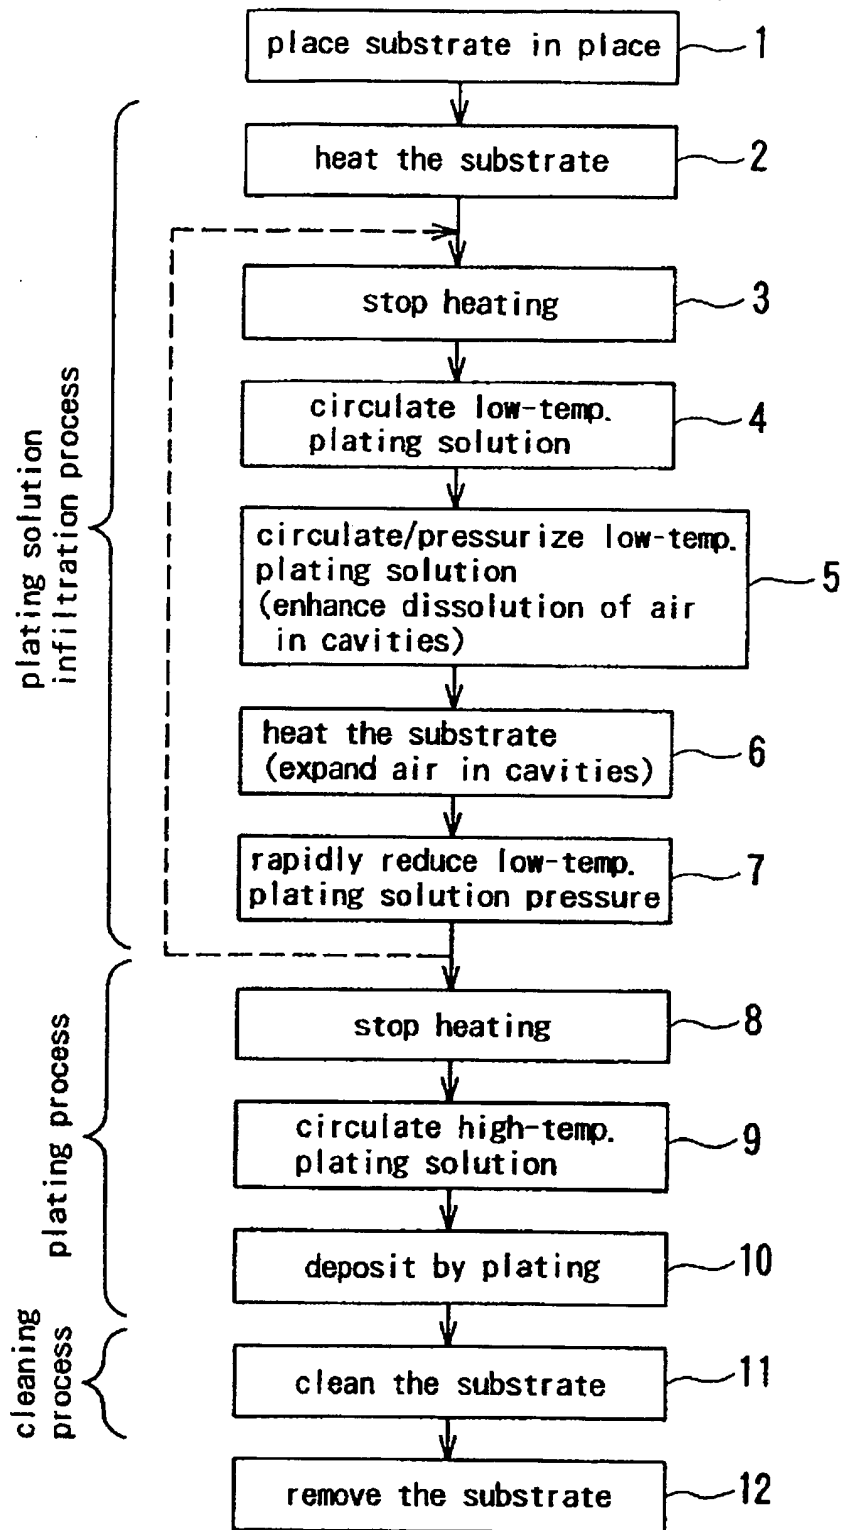 place substrate in place
1
heat the substrate
2
stop heating
3
circulate low-temp.
plating solution
4
circulate/pressurize low-temp.
plating solution
(enhance dissolution of air
in cavities)
5
heat the substrate
(expand air in cavities)
6
rapidly reduce low-temp.
plating solution pressure
7
plating solution
infiltration process
stop heating
8
circulate high-temp.
plating solution
9
deposit by plating
10
plating process
clean the substrate
11
cleaning
process
remove the substrate
12